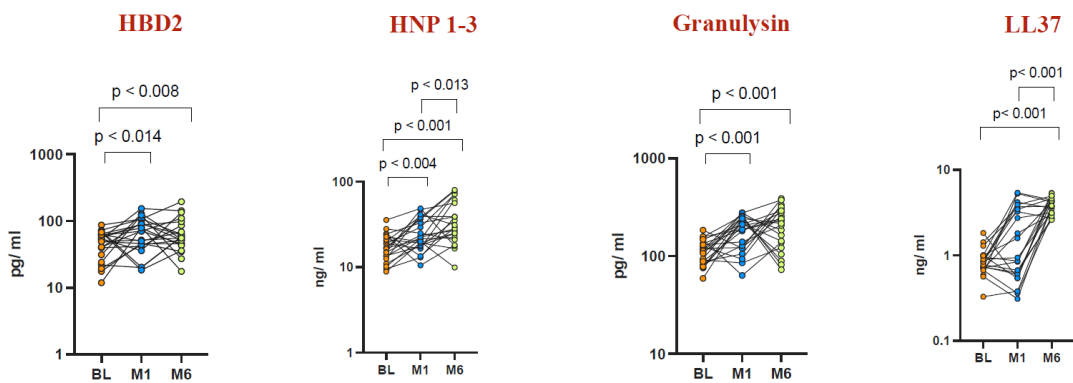 HBD2
p < 0.008
p < 0.014
1000
100
10
1
pg/ ml
BL M1 M6
HNP 1-3
p < 0.013
p < 0.001
p < 0.004
100
10
1
ng/ ml
BL M1 M6
Granulysin
p < 0.001
p < 0.001
1000
100
10
pg/ ml
BL M1 M6
LL37
p < 0.001
p < 0.001
10
1
0.1
ng/ ml
BL M1 M6